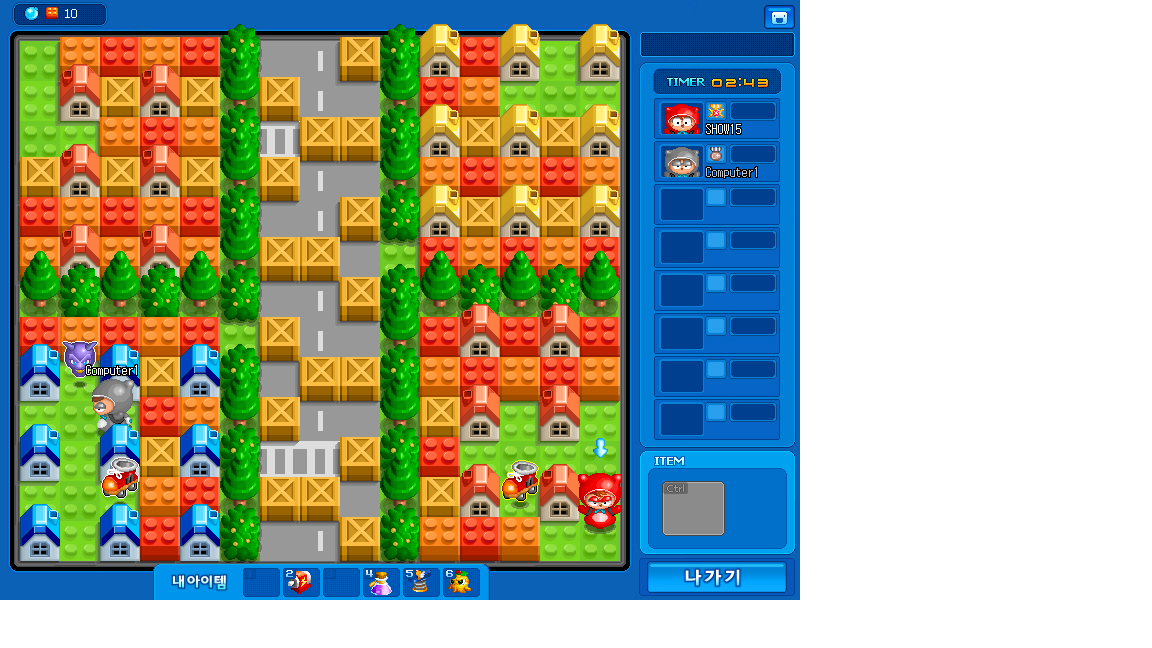 10
TIMER 02:43
SHOW15
Computer1
Computer1
ITEM
Ctrl
내아이템
2
4
5
6
나가기